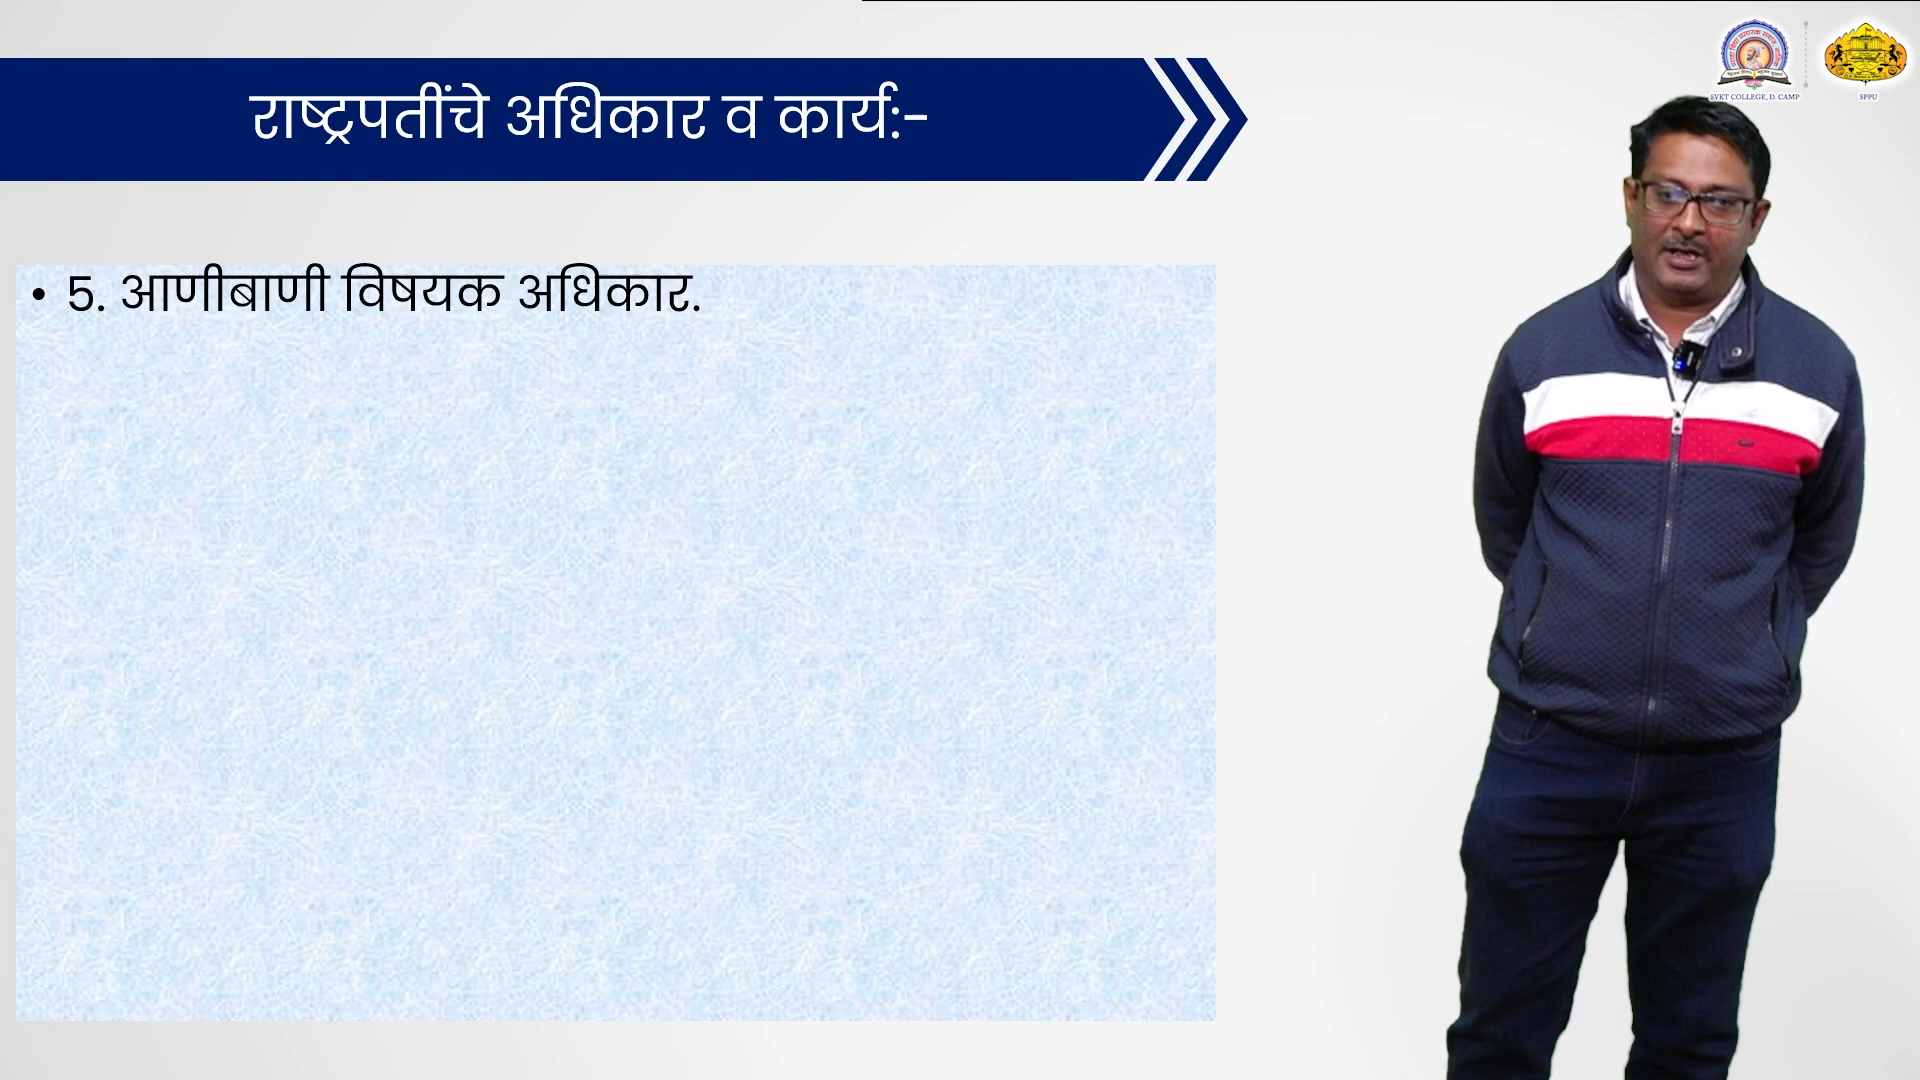 राष्ट्रपतींचे अधिकार व कार्य:-
• 5. आणीबाणी विषयक अधिकार.
SVKT COLLEGE, D. CAMP
SPPU